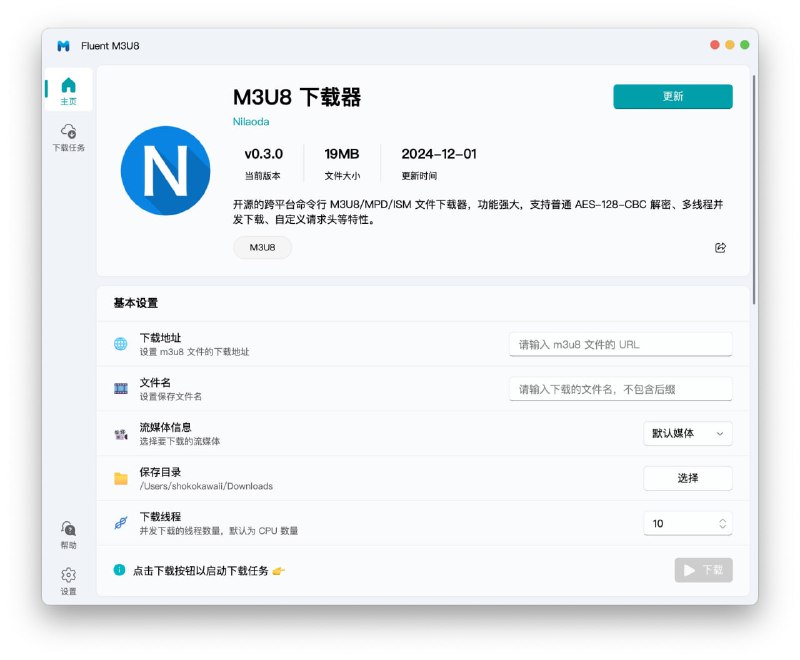 Fluent M3U8
主页
下载任务
M3U8 下载器
更新
Nilaoda
N
v0.3.0
19MB
2024-12-01
当前版本
文件大小
更新时间
开源的跨平台命令行 M3U8/MPD/ISM 文件下载器，功能强大，支持普通 AES-128-CBC 解密、多线程并
发下载、自定义请求头等特性。
M3U8
基本设置
下载地址
设置 m3u8 文件的下载地址
请输入 m3u8 文件的 URL
文件名
设置保存文件名
请输入下载的文件名，不包含后缀
流媒体信息
选择要下载的流媒体
默认媒体
保存目录
/Users/shokokawaii/Downloads
选择
下载线程
并发下载的线程数量，默认为 CPU 数量
10
点击下载按钮以启动下载任务 👉
下载
帮助
设置